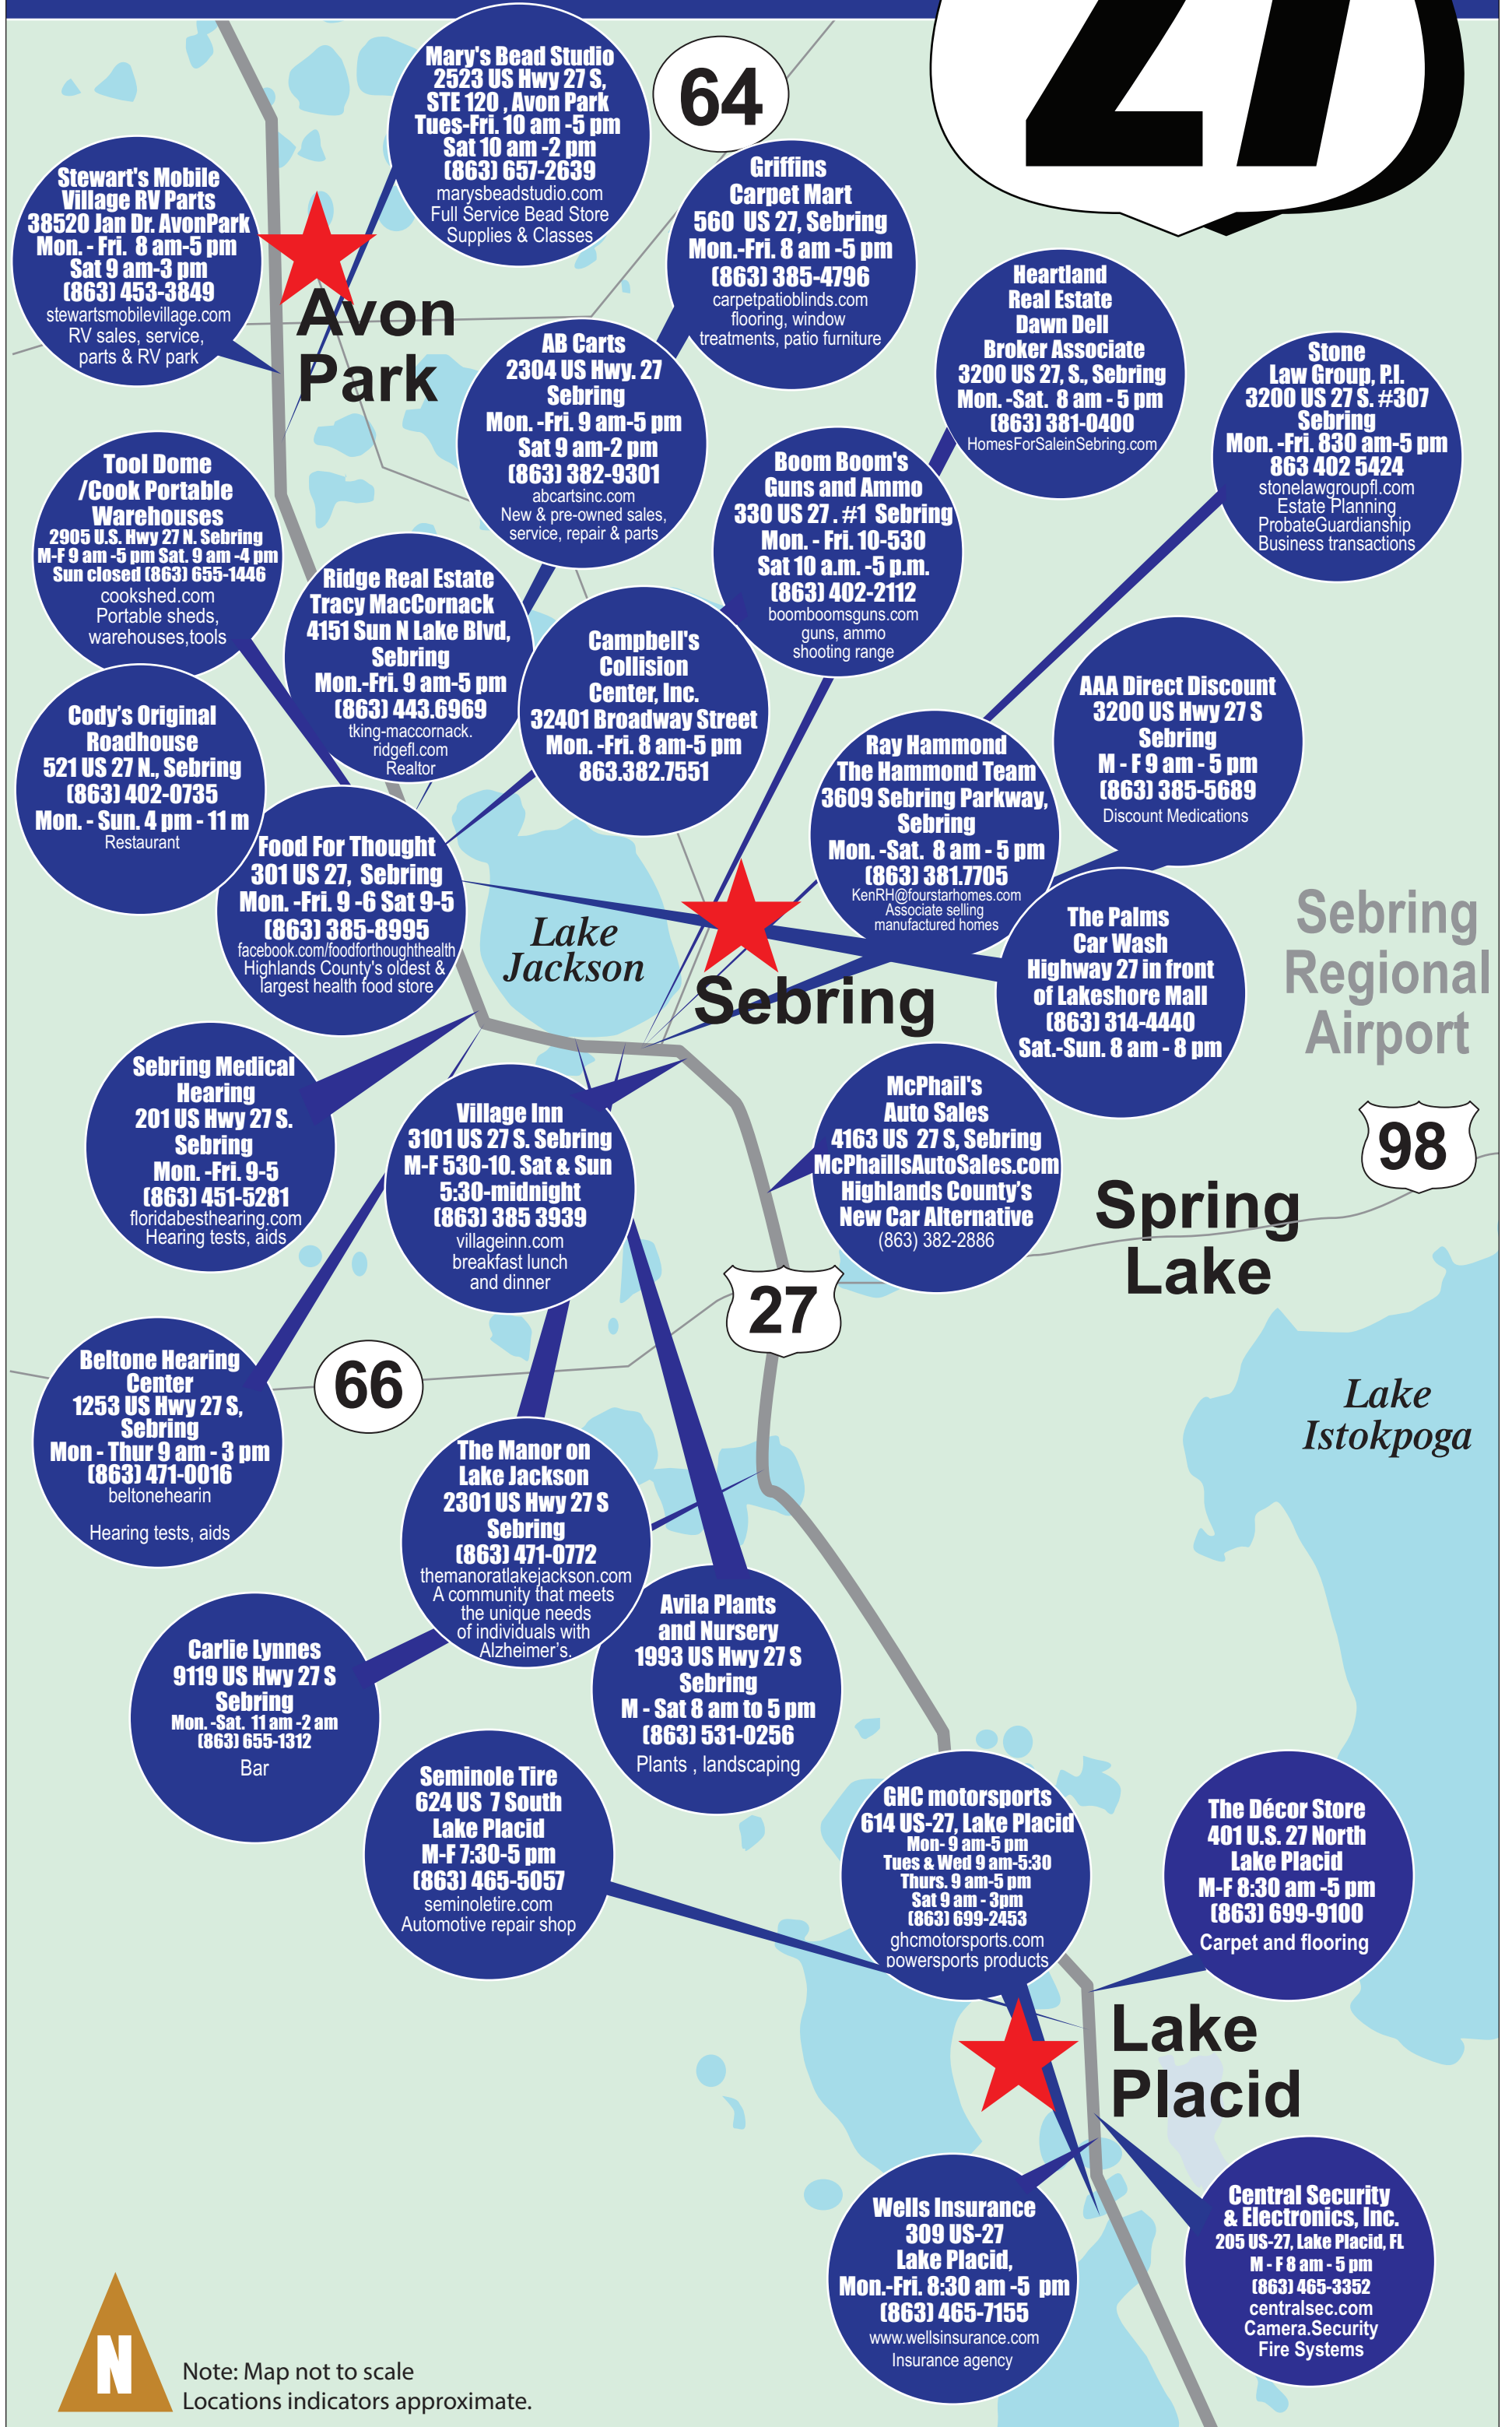 27
Mary's Bead Studio
2523 US Hwy 27 S,
STE 120 , Avon Park
Tues-Fri. 10 am -5 pm
Sat 10 am -2 pm
(863) 657-2639
marysbeadstudio.com
Full Service Bead Store
Supplies & Classes
64
Stewart's Mobile
Village RV Parts
38520 Jan Dr. AvonPark
Mon. - Fri.  8 am-5 pm
Sat 9 am-3 pm
(863) 453-3849
stewartsmobilevillage.com
RV sales, service,
parts & RV park
Griffins
Carpet Mart
560  US 27, Sebring
Mon.-Fri. 8 am -5 pm
(863) 385-4796
carpetpatioblinds.com
flooring, window
treatments, patio furniture
Avon
Park
Heartland
Real Estate
Dawn Dell
Broker Associate
3200 US 27, S., Sebring
Mon. -Sat.  8 am - 5 pm
(863) 381-0400
HomesForSaleinSebring.com
AB Carts
2304 US Hwy. 27
Sebring
Mon. -Fri. 9 am-5 pm
Sat 9 am-2 pm
(863) 382-9301
abcartsinc.com
New & pre-owned sales,
service, repair & parts
Stone
Law Group, P.l.
3200 US 27 S. #307
Sebring
Mon. -Fri. 830 am-5 pm
863 402 5424
stonelawgroupfl.com
Estate Planning
ProbateGuardianship
Business transactions
Tool Dome
/Cook Portable
Warehouses
2905 U.S. Hwy 27 N. Sebring
M-F 9 am -5 pm Sat. 9 am -4 pm
Sun closed (863) 655-1446
cookshed.com
Portable sheds,
warehouses,tools
Boom Boom's
Guns and Ammo
330 US 27 . #1  Sebring
Mon. - Fri. 10-530
Sat 10 a.m. -5 p.m.
(863) 402-2112
boomboomsguns.com
guns, ammo
shooting range
Ridge Real Estate
Tracy MacCornack
4151 Sun N Lake Blvd,
Sebring
Mon.-Fri. 9 am-5 pm
(863) 443.6969
tking-maccornack.
ridgefl.com
Realtor
Campbell's
Collision
Center, Inc.
32401 Broadway Street
Mon. -Fri. 8 am-5 pm
863.382.7551
AAA Direct Discount
3200 US Hwy 27 S
Sebring
M - F 9 am - 5 pm
(863) 385-5689
Discount Medications
Cody's Original
Roadhouse
521 US 27 N., Sebring
(863) 402-0735
Mon. - Sun. 4 pm - 11 m
Restaurant
Ray Hammond
The Hammond Team
3609 Sebring Parkway,
Sebring
Mon. -Sat.  8 am - 5 pm
(863) 381.7705
KenRH@fourstarhomes.com
Associate selling
manufactured homes
Food For Thought
301 US 27,  Sebring
Mon. -Fri. 9 -6 Sat 9-5
(863) 385-8995
facebook.com/foodforthoughthealth
Highlands County's oldest &
largest health food store
Lake
Jackson
Sebring
The Palms
Car Wash
Highway 27 in front
of Lakeshore Mall
(863) 314-4440
Sat.-Sun. 8 am - 8 pm
Sebring
Regional
Airport
Sebring Medical
Hearing
201 US Hwy 27 S.
Sebring
Mon. -Fri. 9-5
(863) 451-5281
floridabesthearing.com
Hearing tests, aids
Village Inn
3101 US 27 S. Sebring
M-F 530-10. Sat & Sun
5:30-midnight
(863) 385 3939
villageinn.com
breakfast lunch
and dinner
McPhail's
Auto Sales
4163 US  27 S, Sebring
McPhaillsAutoSales.com
Highlands County's
New Car Alternative
(863) 382-2886
98
Spring
Lake
27
Beltone Hearing
Center
1253 US Hwy 27 S,
Sebring
Mon - Thur 9 am - 3 pm
(863) 471-0016
beltonehearin
Hearing tests, aids
66
Lake
Istokpoga
The Manor on
Lake Jackson
2301 US Hwy 27 S
Sebring
(863) 471-0772
themanoratlakejackson.com
A community that meets
the unique needs
of individuals with
Alzheimer's.
Avila Plants
and Nursery
1993 US Hwy 27 S
Sebring
M - Sat 8 am to 5 pm
(863) 531-0256
Plants , landscaping
Carlie Lynnes
9119 US Hwy 27 S
Sebring
Mon. -Sat.  11 am -2 am
(863) 655-1312
Bar
Seminole Tire
624 US  7 South
Lake Placid
M-F 7:30-5 pm
(863) 465-5057
seminoletire.com
Automotive repair shop
GHC motorsports
614 US-27, Lake Placid
Mon- 9 am-5 pm
Tues & Wed 9 am-5:30
Thurs. 9 am-5 pm
Sat 9 am - 3pm
(863) 699-2453
ghcmotorsports.com
powersports products
The Décor Store
401 U.S. 27 North
Lake Placid
M-F 8:30 am -5 pm
(863) 699-9100
Carpet and flooring
Lake
Placid
Wells Insurance
309 US-27
Lake Placid,
Mon.-Fri. 8:30 am -5  pm
(863) 465-7155
www.wellsinsurance.com
Insurance agency
Central Security
& Electronics, Inc.
205 US-27, Lake Placid, FL
M - F 8 am - 5 pm
(863) 465-3352
centralsec.com
Camera.Security
Fire Systems
N
Note: Map not to scale
Locations indicators approximate.